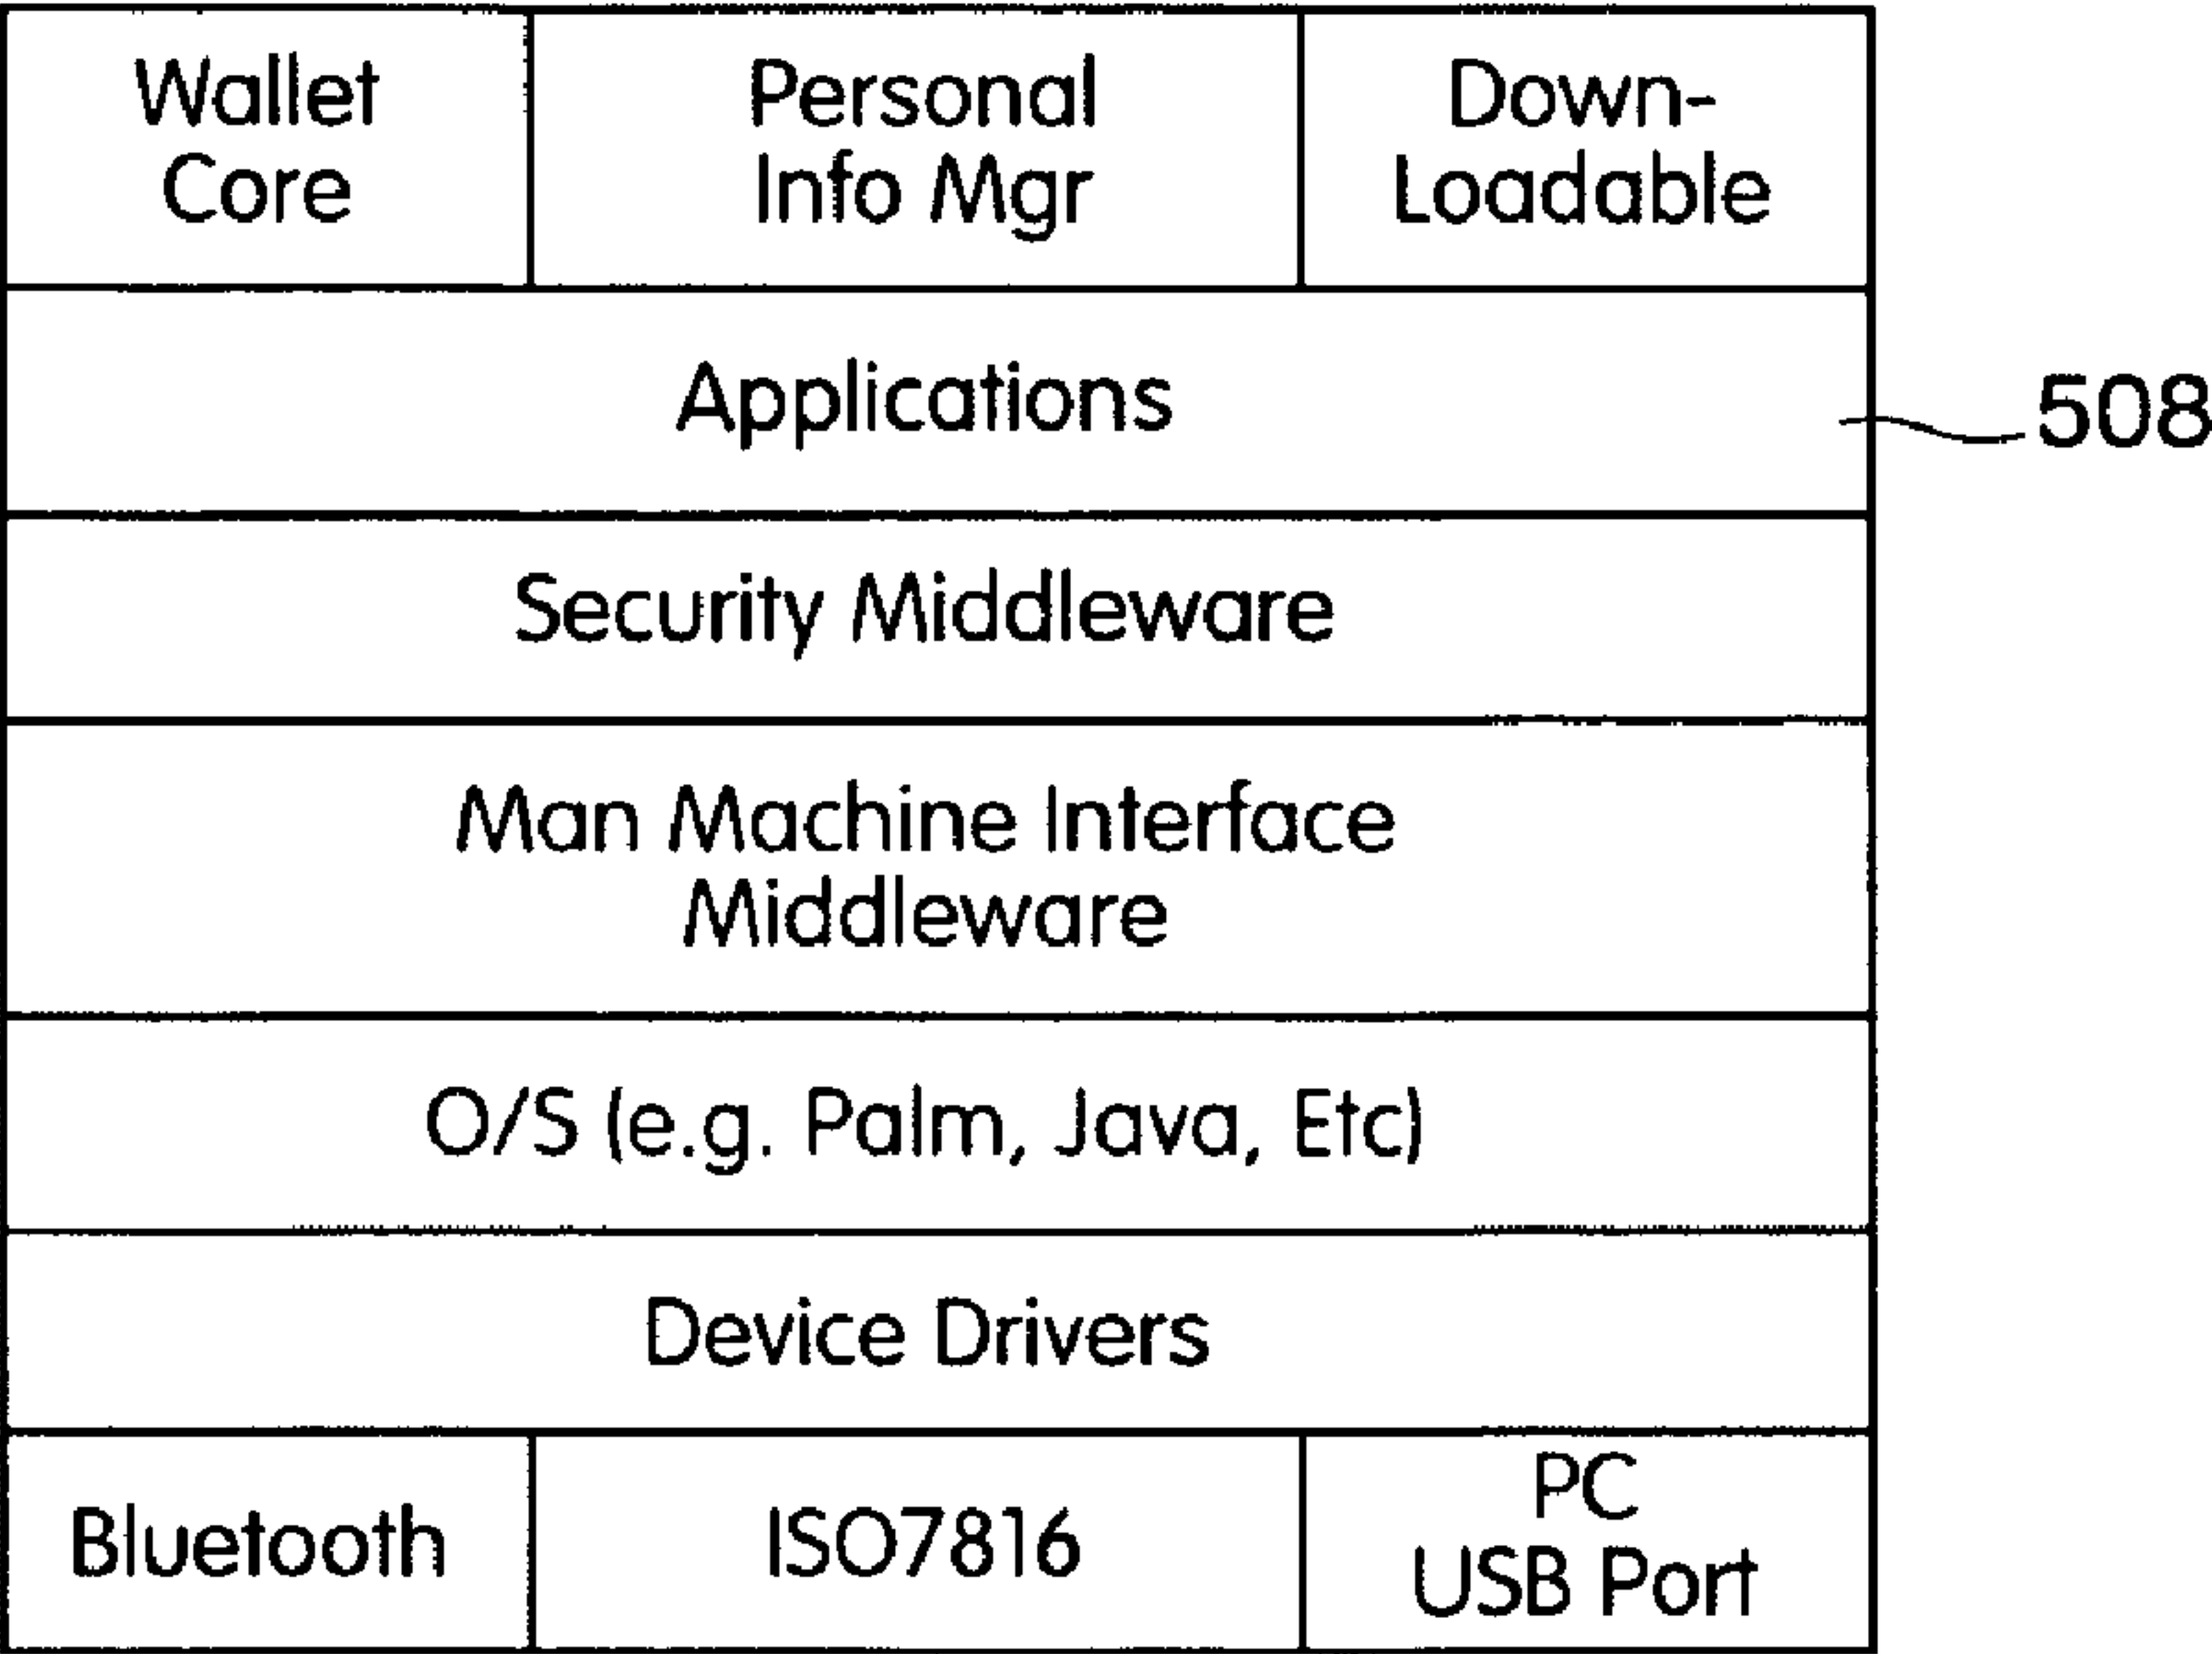 Wallet
Core
Personal
Info Mgr
Down-
Loadable
Applications
508
Security Middleware
Man Machine Interface
Middleware
O/S (e.g. Palm, Java, Etc)
Device Drivers
Bluetooth
ISO7816
PC
USB Port